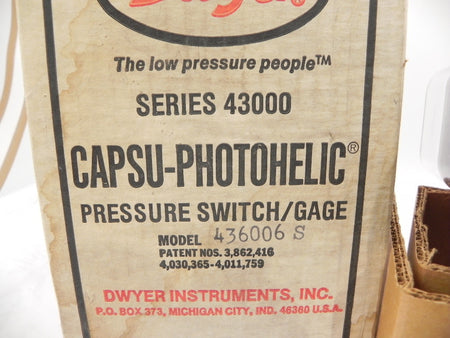 Dwyer
The low pressure people™
SERIES 43000
CAPSU-PHOTOHELIC®
PRESSURE SWITCH/GAGE
MODEL 436006 S
PATENT NOS. 3,862,416
4,030,365-4,011,759
DWYER INSTRUMENTS, INC.
P.O. BOX 373, MICHIGAN CITY, IND. 46360 U.S.A.